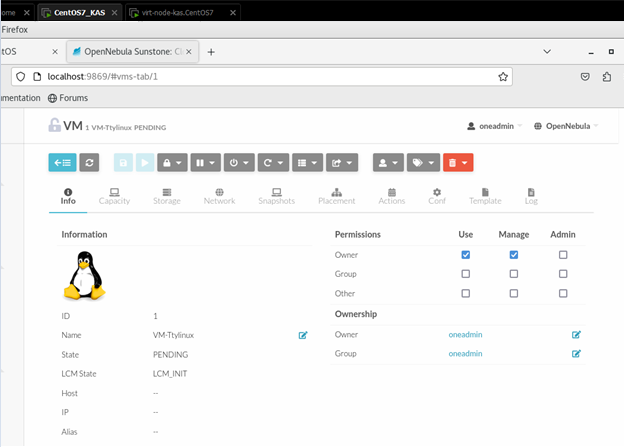 ome × CentOS7_KAS × virt-node-kas.CentOS7 ×
Firefox
tOS × OpenNebula Sunstone: Cl ×
localhost:9869/#vms-tab/1
mentation Forums
VM 1 VM-Ttylinux PENDING oneadmin OpenNebula
Info Capacity Storage Network Snapshots Placement Actions Conf Template Log
Information
ID 1
Name VM-Ttylinux
State PENDING
LCM State LCM_INIT
Host --
IP --
Alias --
Permissions Use Manage Admin
Owner
Group
Other
Ownership
Owner oneadmin
Group oneadmin